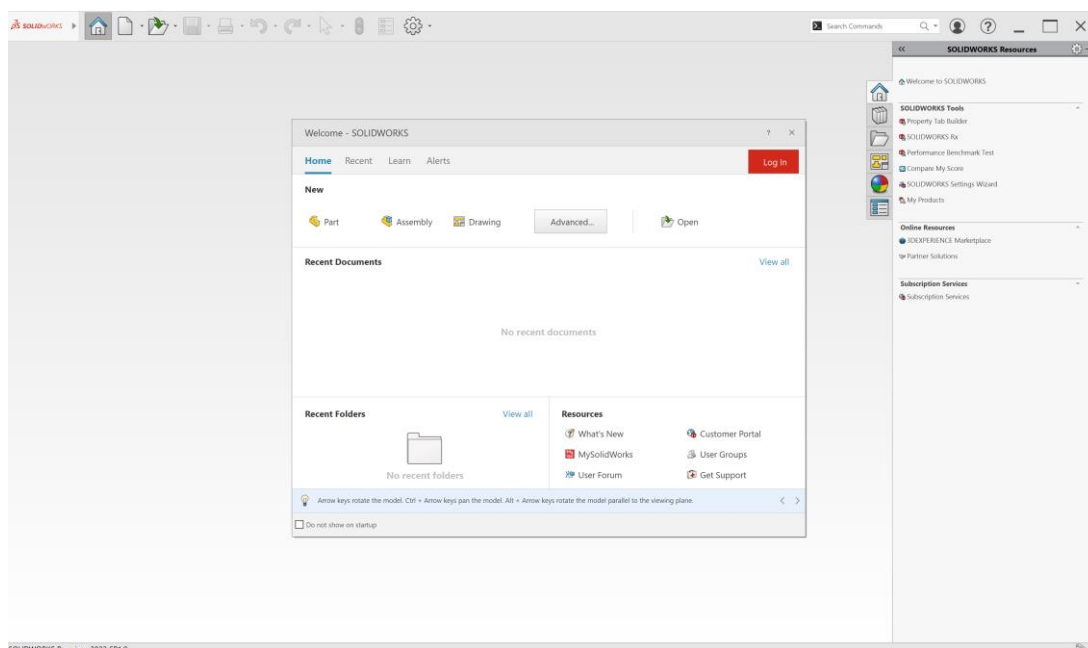 SOLIDWORKS
Search Commands
SOLIDWORKS Resources
Welcome to SOLIDWORKS
SOLIDWORKS Tools
Property Tab Builder
SOLIDWORKS Rx
Performance Benchmark Test
Compare My Score
SOLIDWORKS Settings Wizard
My Products
Online Resources
3DEXPERIENCE Marketplace
Partner Solutions
Subscription Services
Subscription Services
Welcome - SOLIDWORKS
Home Recent Learn Alerts Log In
New
Part Assembly Drawing Advanced... Open
Recent Documents View all
No recent documents
Recent Folders View all
No recent folders
Resources
What's New Customer Portal
MySolidWorks User Groups
User Forum Get Support
Arrow keys rotate the model. Ctrl + Arrow keys pan the model. Alt + Arrow keys rotate the model parallel to the viewing plane.
Do not show on startup